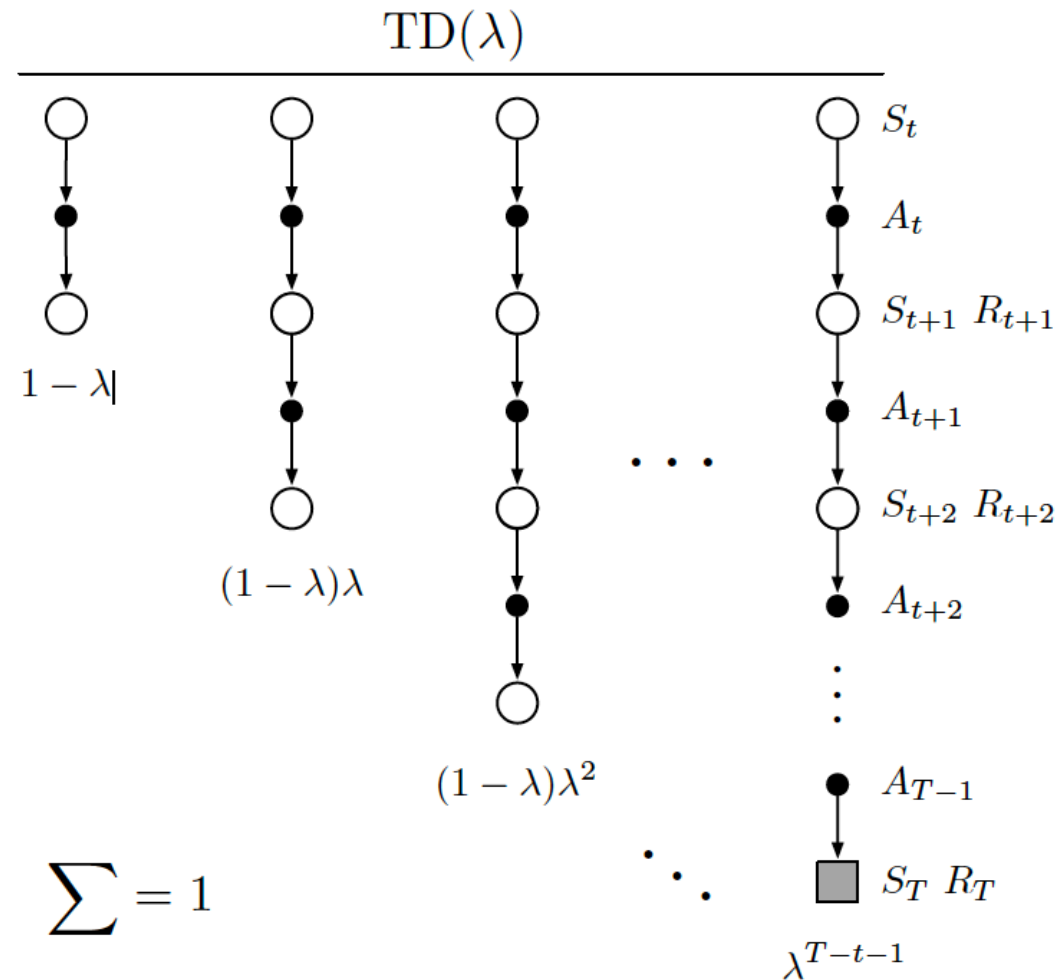 TD(λ)
S_t
A_t
S_{t+1} R_{t+1}
1 − λ|
A_{t+1}
· · ·
S_{t+2} R_{t+2}
(1 − λ)λ
A_{t+2}
(1 − λ)λ^2
A_{T−1}
∑ = 1
S_T R_T
λ^{T−t−1}